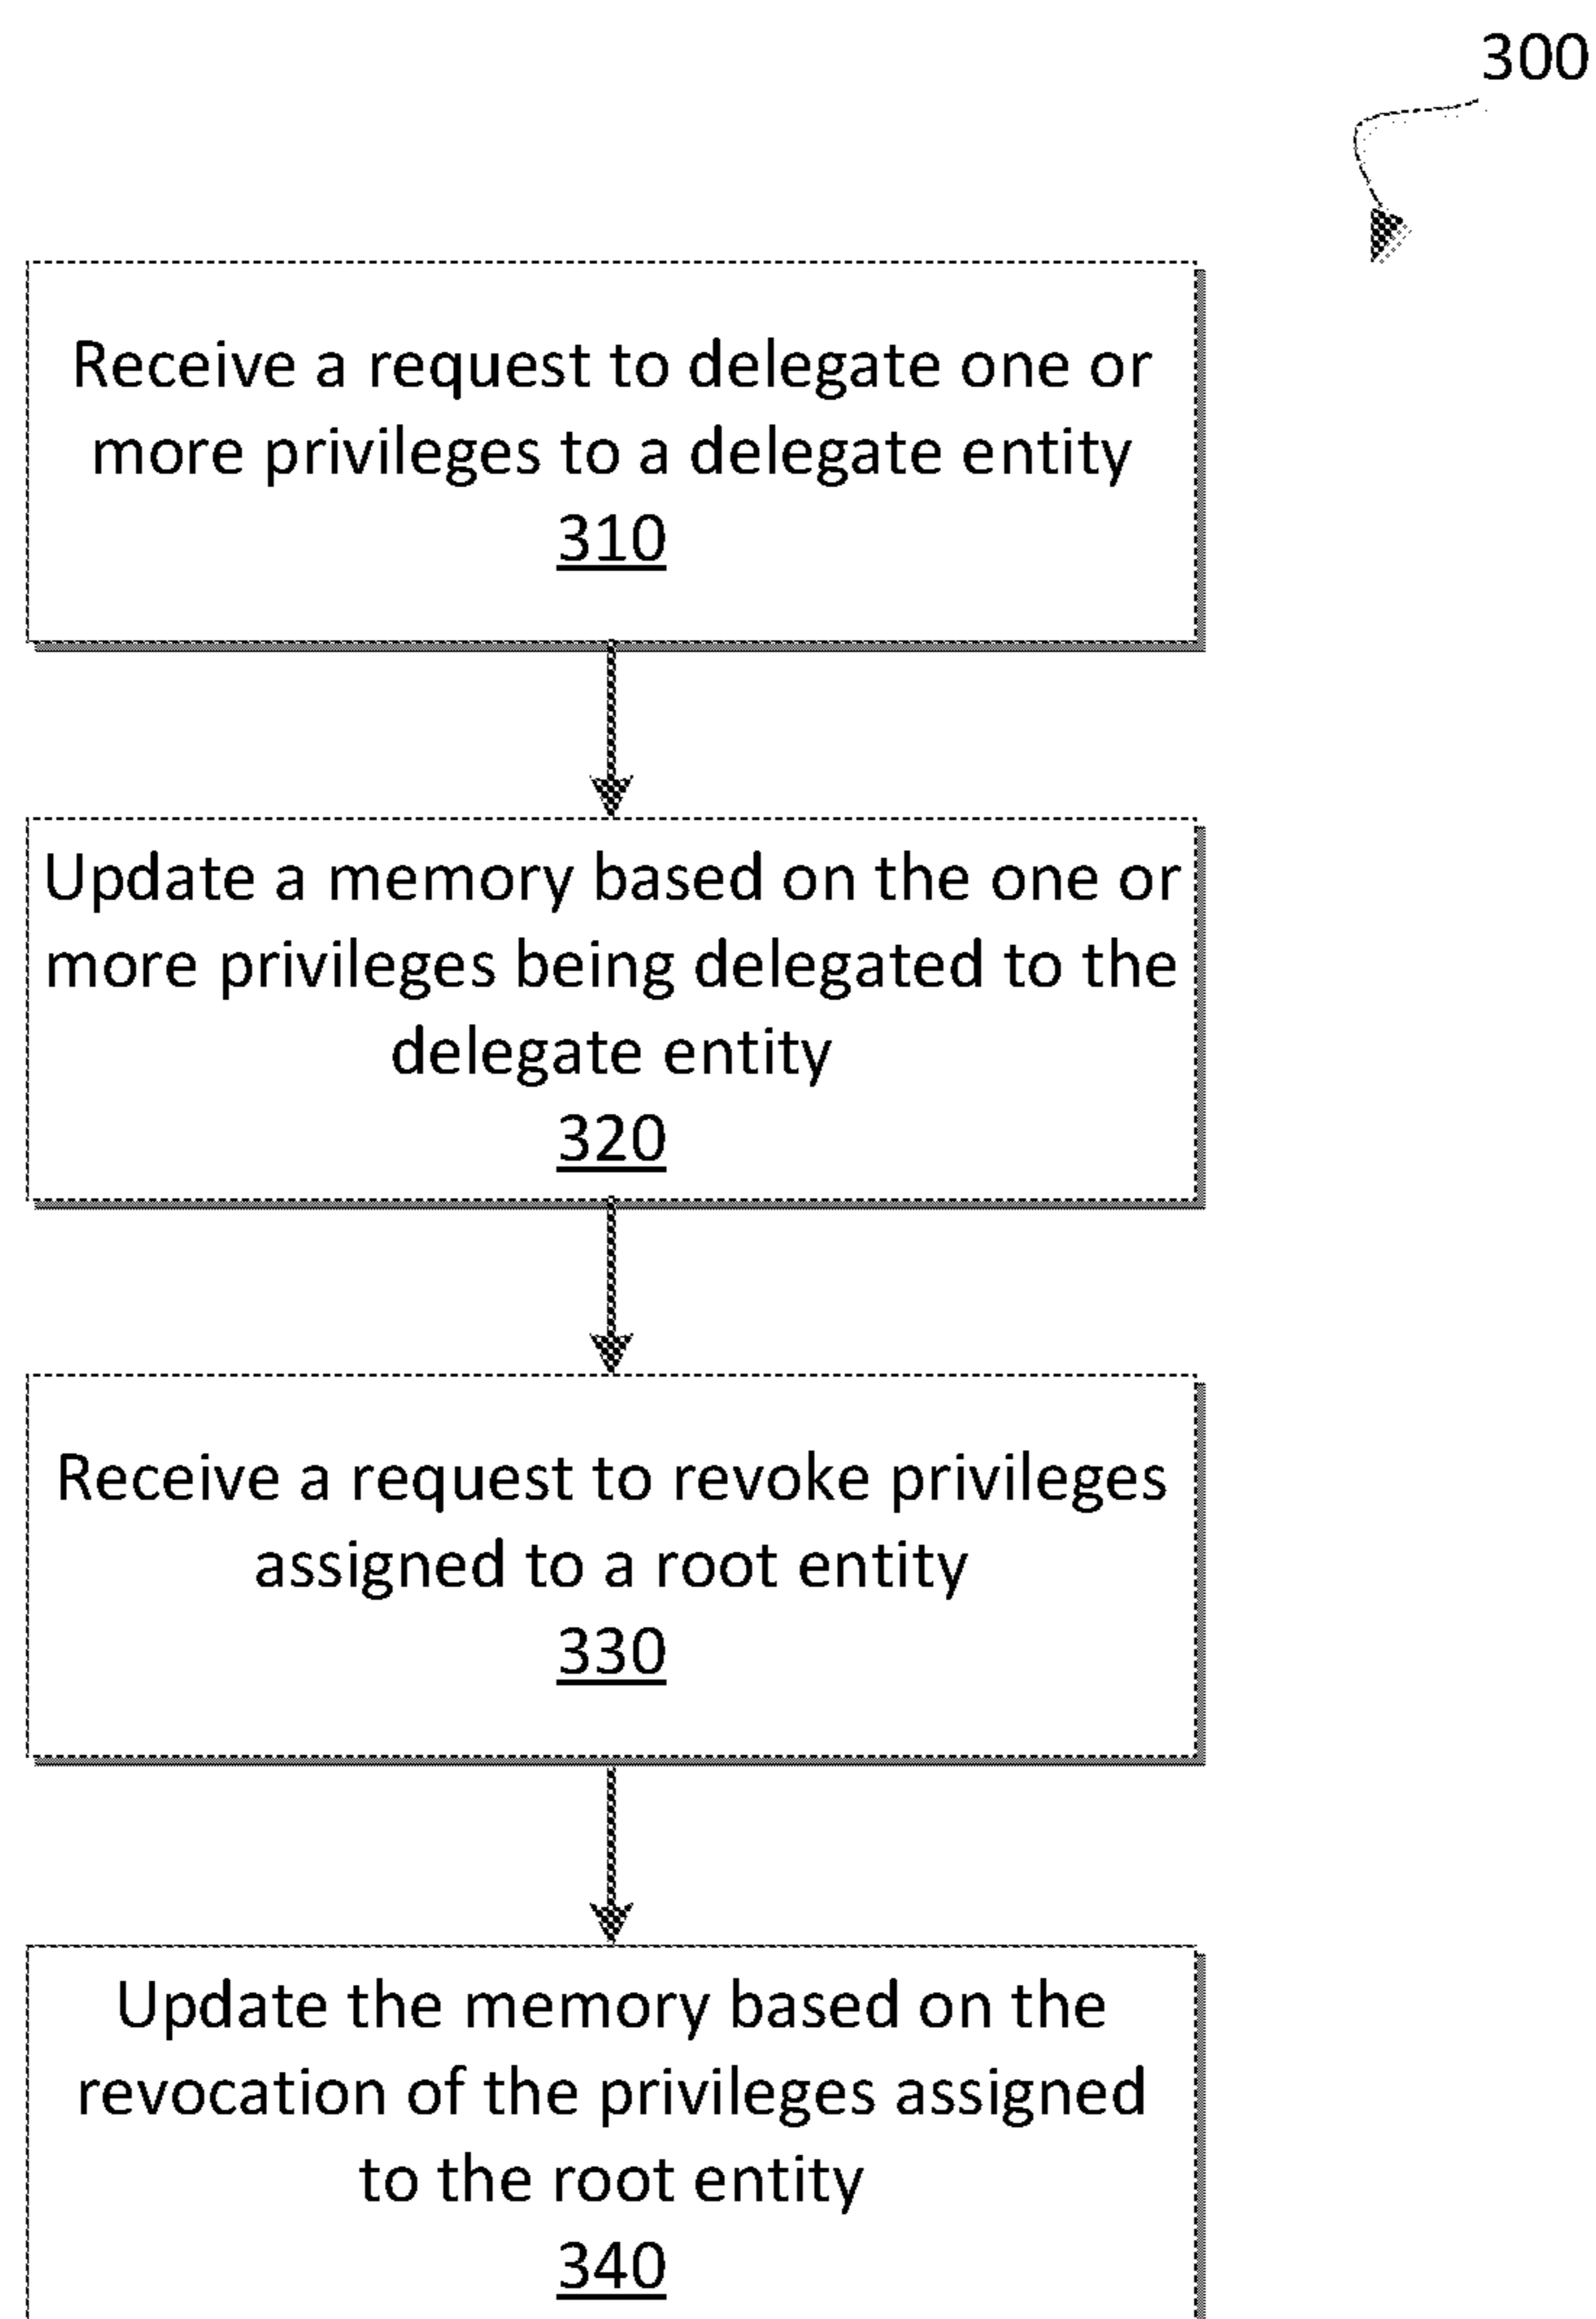 300
Receive a request to delegate one or
more privileges to a delegate entity
310
Update a memory based on the one or
more privileges being delegated to the
delegate entity
320
Receive a request to revoke privileges
assigned to a root entity
330
Update the memory based on the
revocation of the privileges assigned
to the root entity
340